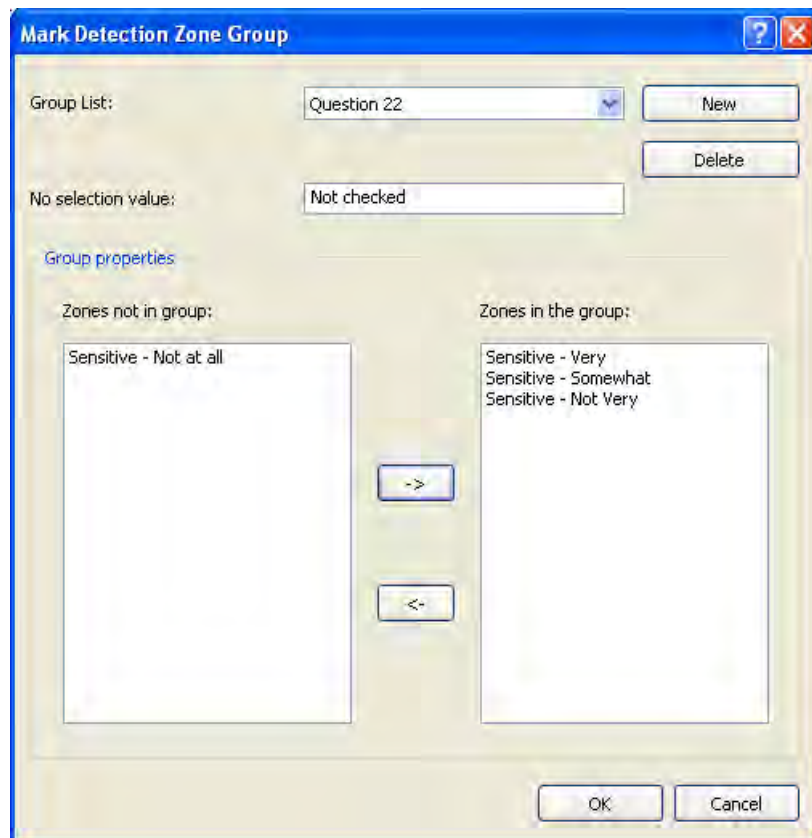 Mark Detection Zone Group
?
Group List:
Question 22
New
Delete
No selection value:
Not checked
Group properties
Zones not in group:
Zones in the group:
Sensitive - Not at all
Sensitive - Very
Sensitive - Somewhat
Sensitive - Not Very
->
<-
OK
Cancel